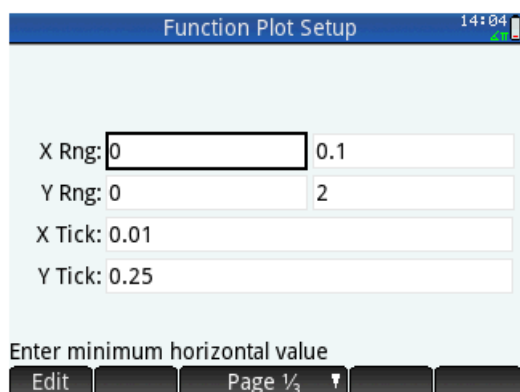 Function Plot Setup
14:04
∡π
X Rng: 0 0.1
Y Rng: 0 2
X Tick: 0.01
Y Tick: 0.25
Enter minimum horizontal value
Edit Page ⅓